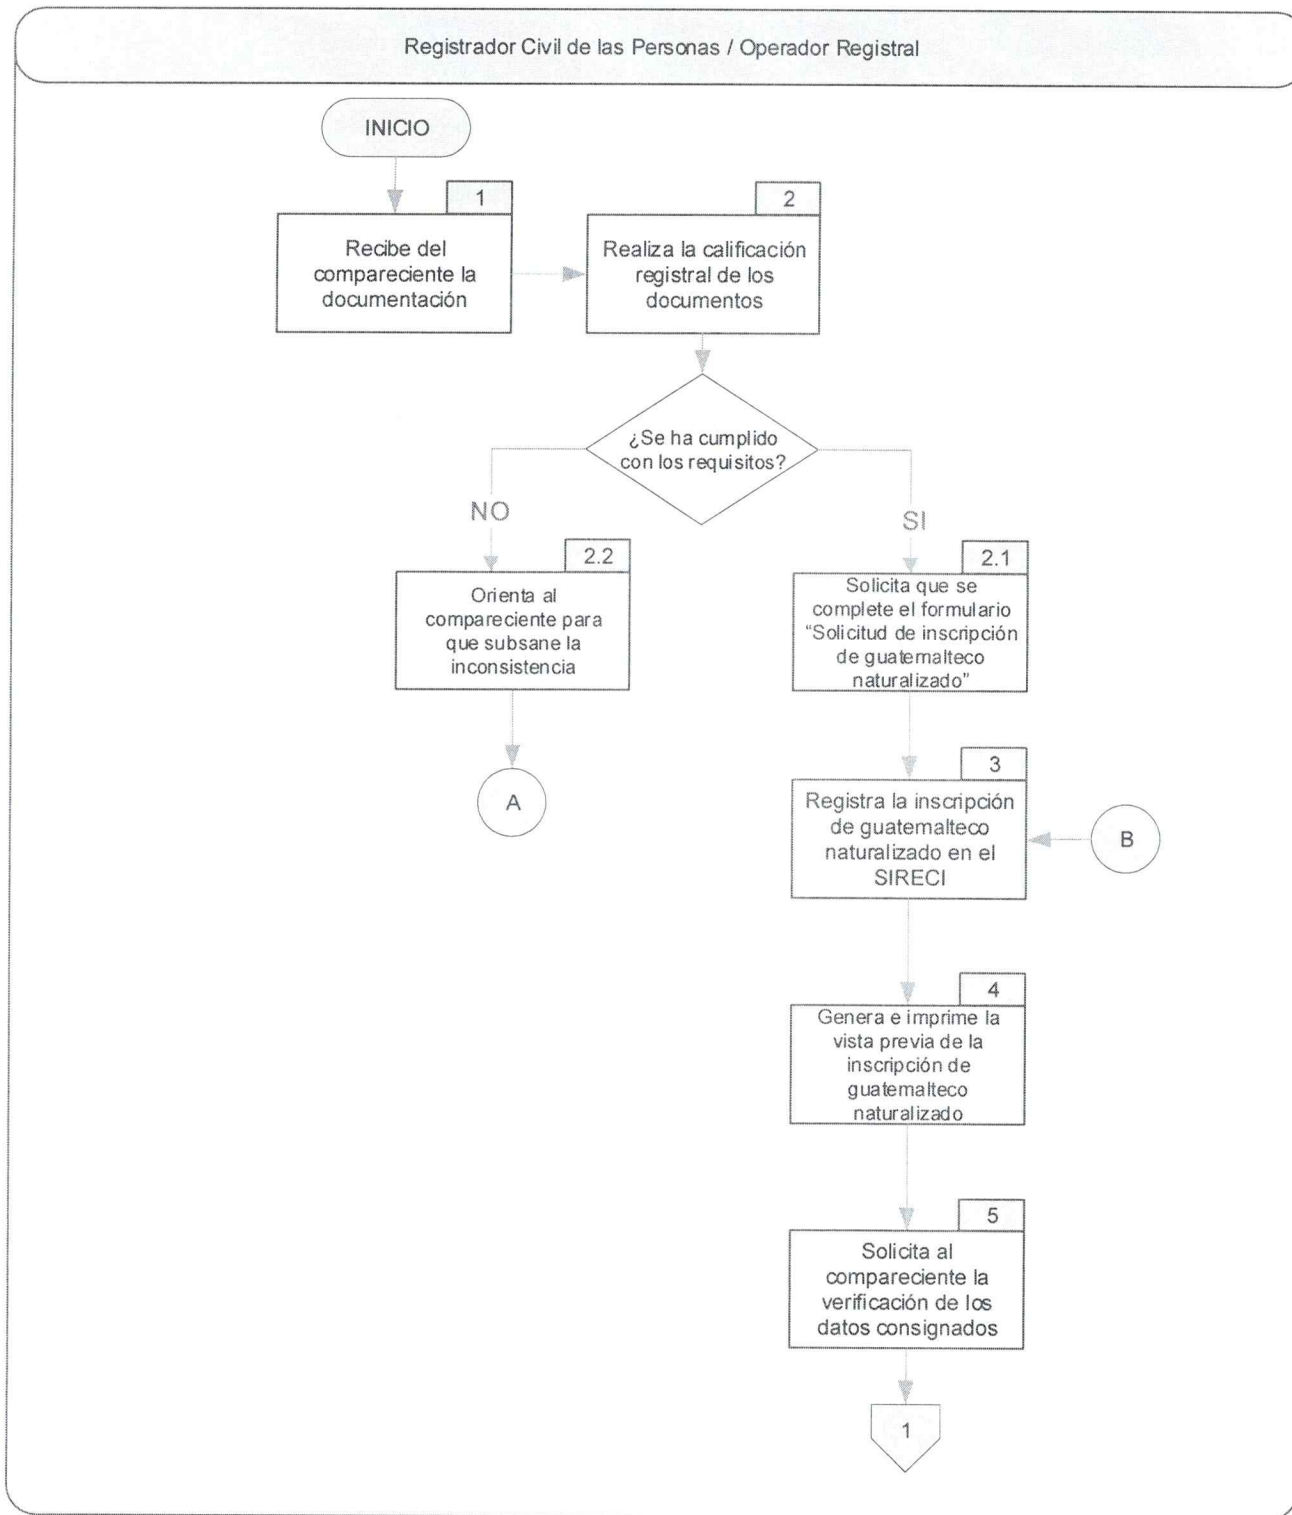 Registrador Civil de las Personas / Operador Registral
INICIO
1
Recibe del
compareciente la
documentación
2
Realiza la calificación
registral de los
documentos
¿Se ha cumplido
con los requisitos?
NO
SI
2.2
Orienta al
compareciente para
que subsane la
inconsistencia
A
2.1
Solicita que se
complete el formulario
“Solicitud de inscripción
de guatemalteco
naturalizado”
3
Registra la inscripción
de guatemalteco
naturalizado en el
SIRECI
B
4
Genera e imprime la
vista previa de la
inscripción de
guatemalteco
naturalizado
5
Solicita al
compareciente la
verificación de los
datos consignados
1